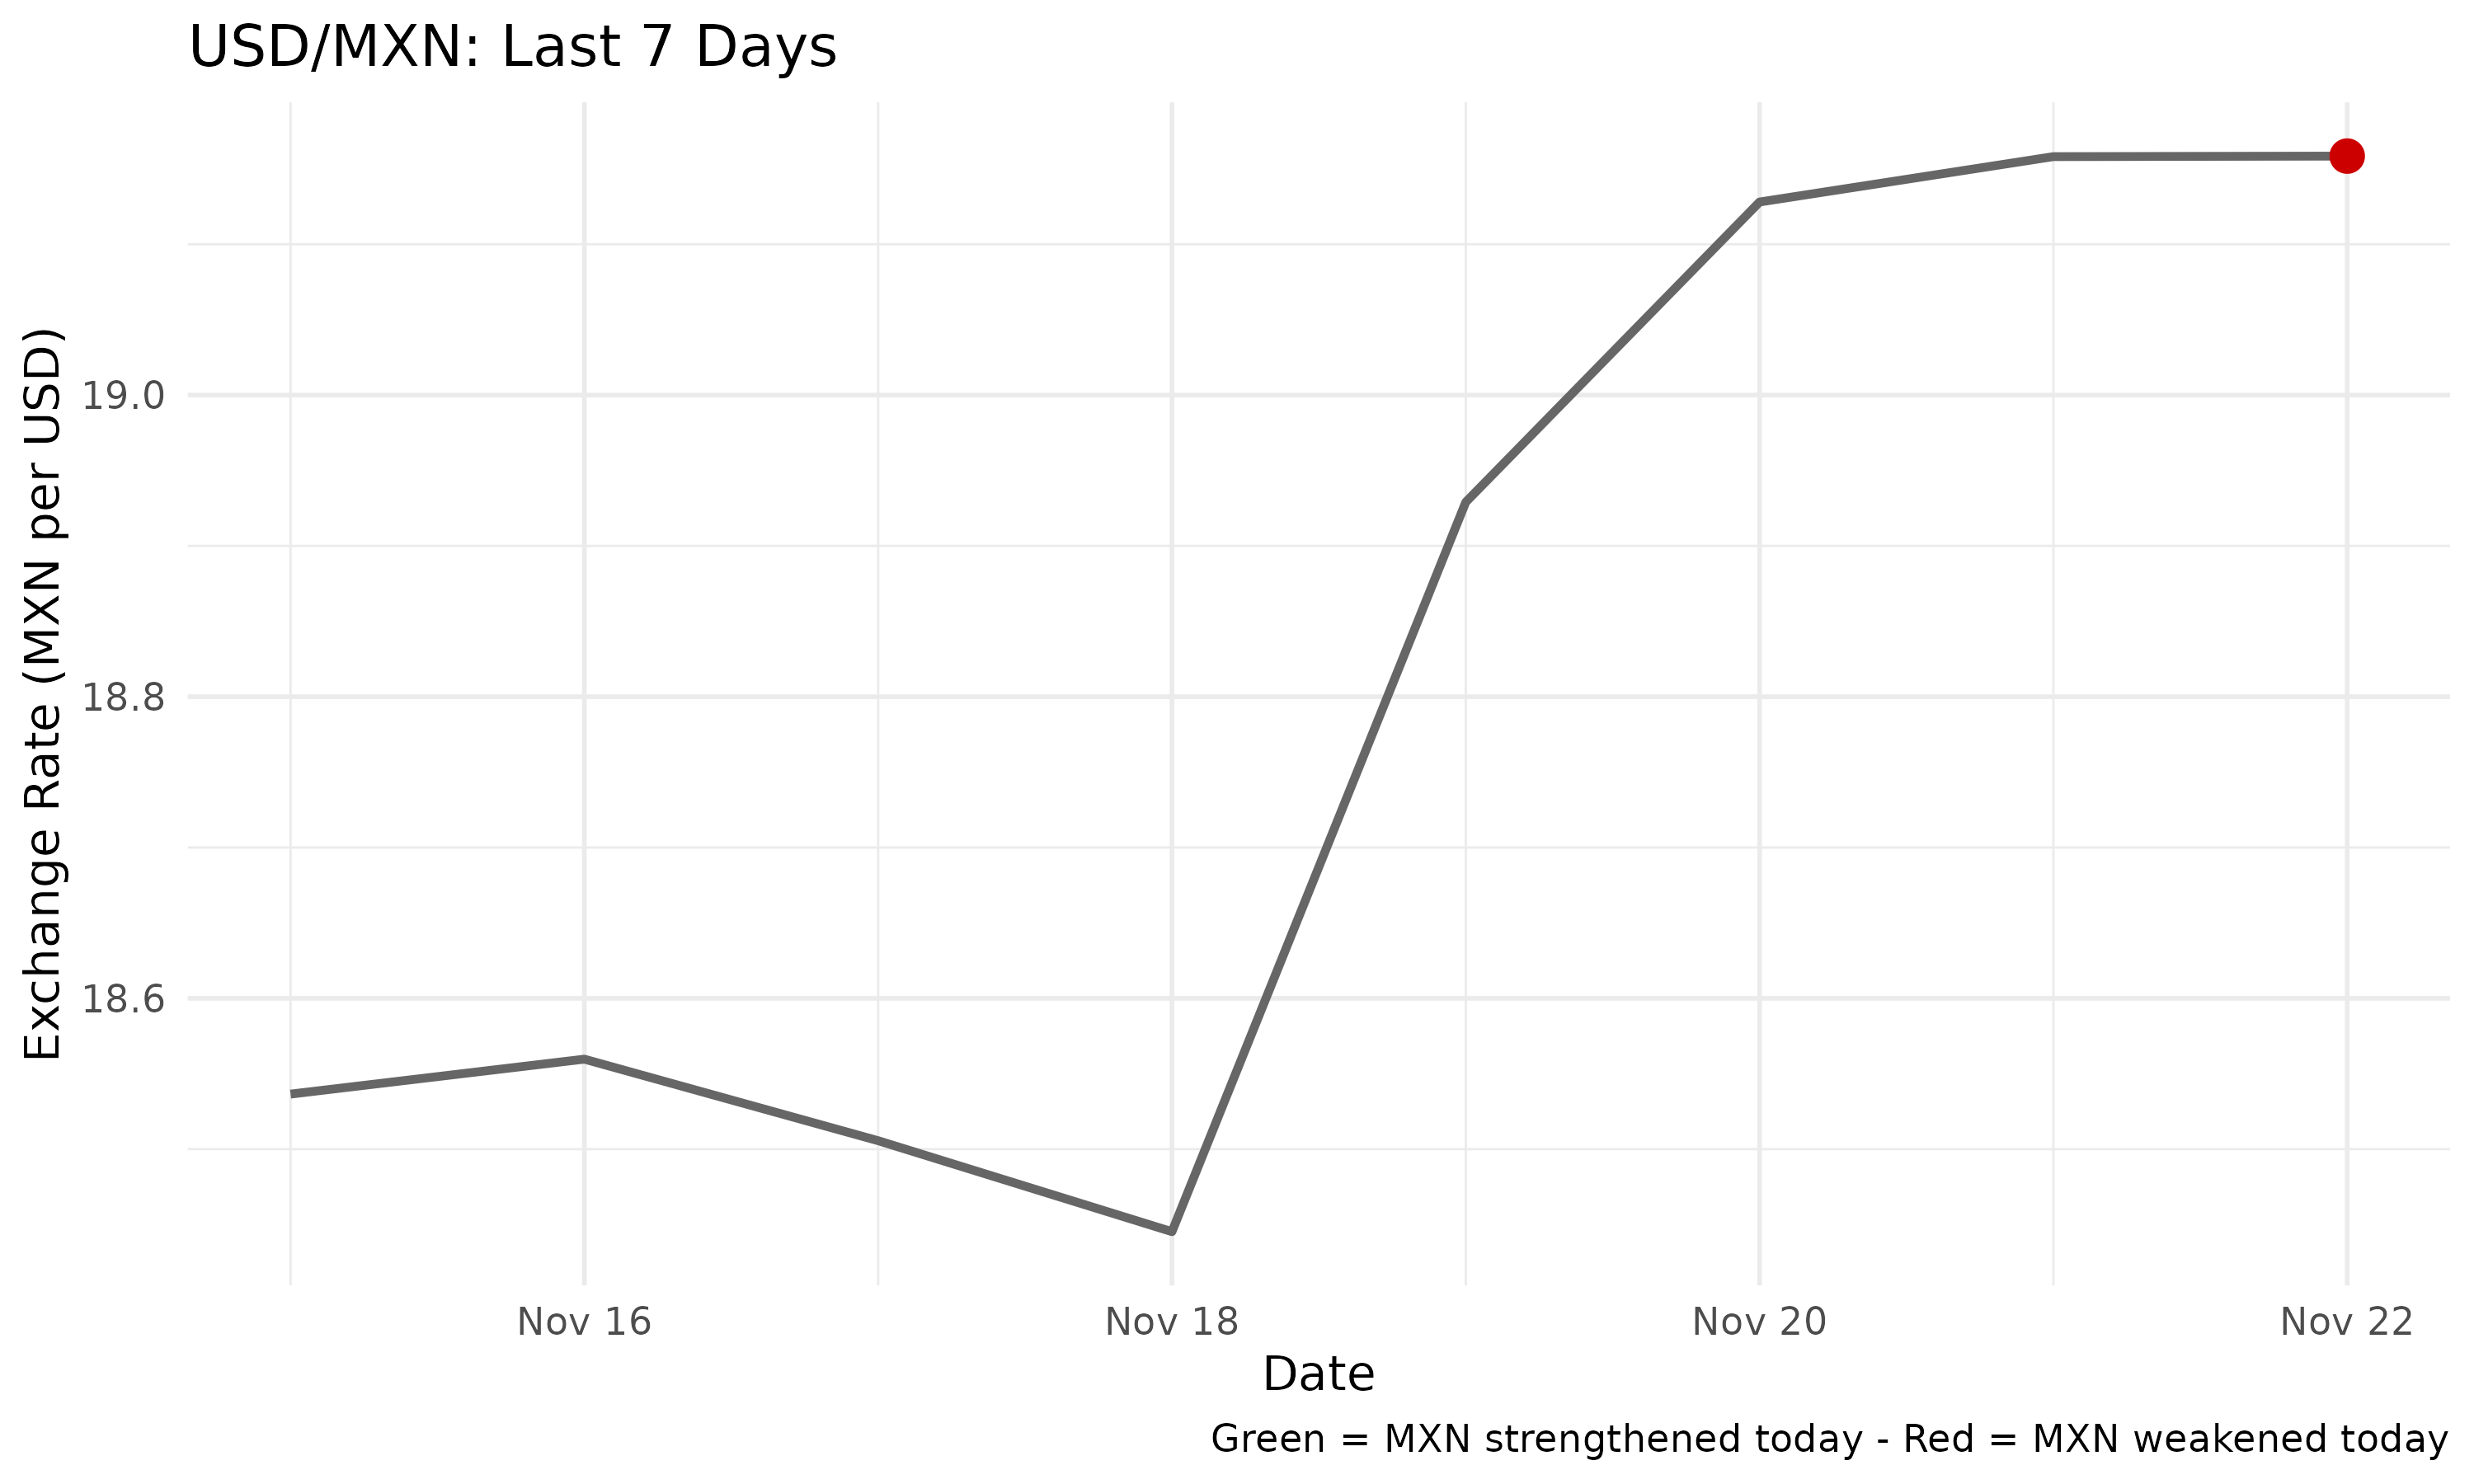 USD/MXN: Last 7 Days
Exchange Rate (MXN per USD)
19.0
18.8
18.6
Nov 16
Nov 18
Nov 20
Nov 22
Date
Green = MXN strengthened today - Red = MXN weakened today